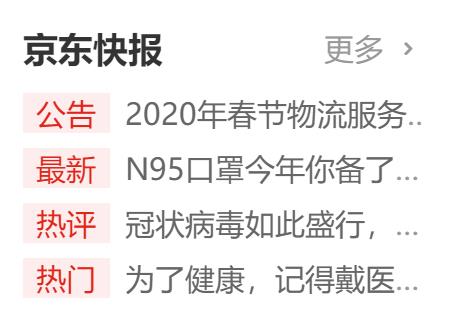 京东快报 更多 >
公告 2020年春节物流服务...
最新 N95口罩今年你备了...
热评 冠状病毒如此盛行，...
热门 为了健康，记得戴医...